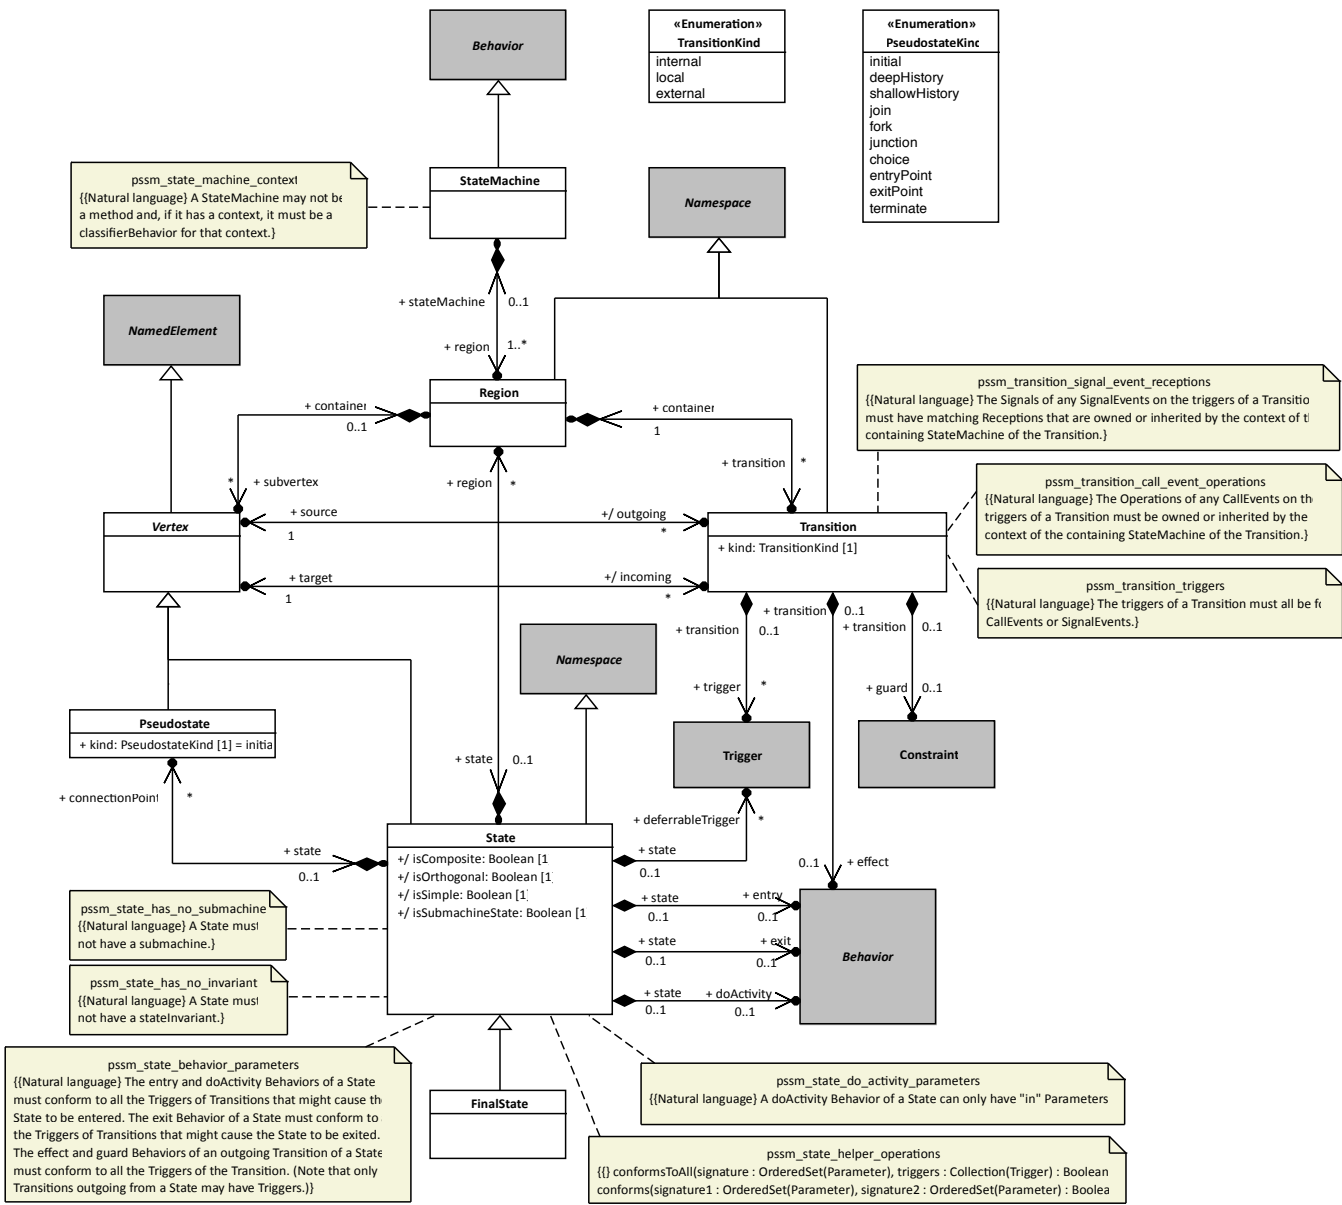 Behavior
«Enumeration»
TransitionKind
internal
local
external
«Enumeration»
PseudostateKind
initial
deepHistory
shallowHistory
join
fork
junction
choice
entryPoint
exitPoint
terminate
pssm_state_machine_context
{{Natural language} A StateMachine may not be
a method and, if it has a context, it must be a
classifierBehavior for that context.}
StateMachine
Namespace
+ stateMachine
0..1
+ region
1..*
NamedElement
Region
+ container
0..1
+ container
1
pssm_transition_signal_event_receptions
{{Natural language} The Signals of any SignalEvents on the triggers of a Transitio
must have matching Receptions that are owned or inherited by the context of t
containing StateMachine of the Transition.}
* + subvertex
+ region *
+ transition *
pssm_transition_call_event_operations
{{Natural language} The Operations of any CallEvents on the
triggers of a Transition must be owned or inherited by the
context of the containing StateMachine of the Transition.}
Vertex
+ source
1
+/ outgoing
*
+ target
1
+/ incoming
*
Transition
+ kind: TransitionKind [1]
pssm_transition_triggers
{{Natural language} The triggers of a Transition must all be fo
CallEvents or SignalEvents.}
+ transition
0..1
+ transition 0..1
+ transition 0..1
Namespace
+ trigger *
+ guard 0..1
Trigger
Constraint
Pseudostate
+ kind: PseudostateKind [1] = initia
+ connectionPoint *
+ state 0..1
+ deferrableTrigger *
State
+/ isComposite: Boolean [1
+/ isOrthogonal: Boolean [1]
+/ isSimple: Boolean [1]
+/ isSubmachineState: Boolean [1
+ state
0..1
+ state
0..1
0..1 + effect
+ state
0..1
+ entry
0..1
+ state
0..1
+ exit
0..1
+ state
0..1
+ doActivity
0..1
Behavior
pssm_state_has_no_submachine
{{Natural language} A State must
not have a submachine.}
pssm_state_has_no_invariant
{{Natural language} A State must
not have a stateInvariant.}
pssm_state_behavior_parameters
{{Natural language} The entry and doActivity Behaviors of a State
must conform to all the Triggers of Transitions that might cause the
State to be entered. The exit Behavior of a State must conform to
the Triggers of Transitions that might cause the State to be exited.
The effect and guard Behaviors of an outgoing Transition of a State
must conform to all the Triggers of the Transition. (Note that only
Transitions outgoing from a State may have Triggers.)}
FinalState
pssm_state_do_activity_parameters
{{Natural language} A doActivity Behavior of a State can only have "in" Parameters
pssm_state_helper_operations
{{} conformsToAll(signature : OrderedSet(Parameter), triggers : Collection(Trigger) : Boolean
conforms(signature1 : OrderedSet(Parameter), signature2 : OrderedSet(Parameter) : Boolea